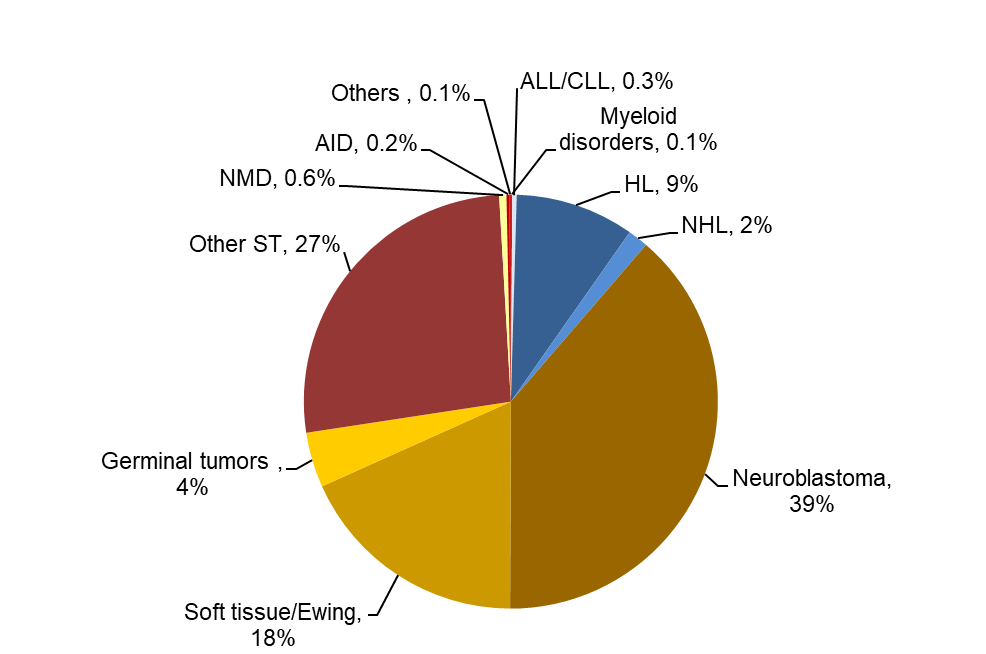 ALL/CLL, 0.3%
Others , 0.1%
Myeloid
disorders, 0.1%
AID, 0.2%
NMD, 0.6%
HL, 9%
NHL, 2%
Other ST, 27%
Germinal tumors ,
4%
Neuroblastoma,
39%
Soft tissue/Ewing,
18%